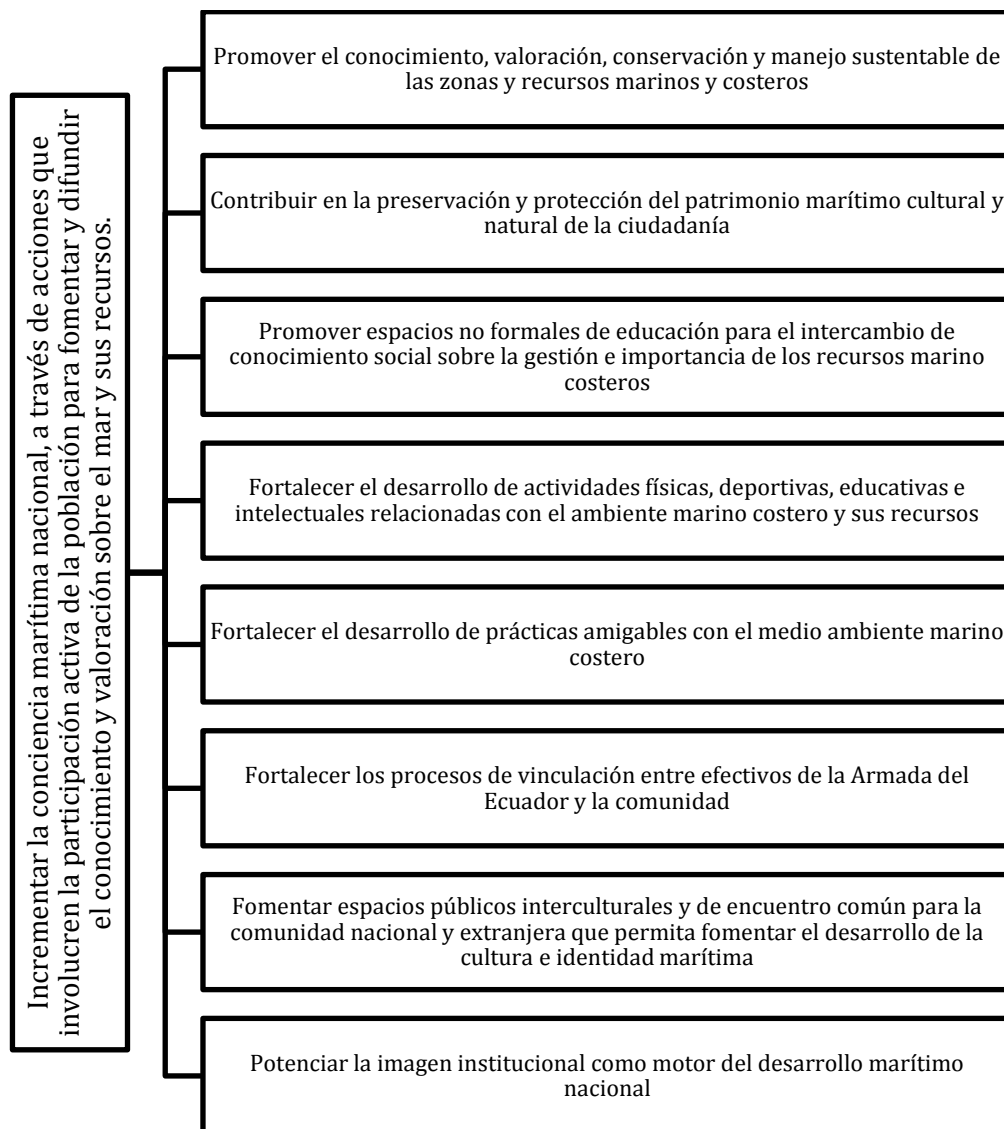 Incrementar la conciencia marítima nacional, a través de acciones que
involucren la participación activa de la población para fomentar y difundir
el conocimiento y valoración sobre el mar y sus recursos.
Promover el conocimiento, valoración, conservación y manejo sustentable de
las zonas y recursos marinos y costeros
Contribuir en la preservación y protección del patrimonio marítimo cultural y
natural de la ciudadanía
Promover espacios no formales de educación para el intercambio de
conocimiento social sobre la gestión e importancia de los recursos marino
costeros
Fortalecer el desarrollo de actividades físicas, deportivas, educativas e
intelectuales relacionadas con el ambiente marino costero y sus recursos
Fortalecer el desarrollo de prácticas amigables con el medio ambiente marino
costero
Fortalecer los procesos de vinculación entre efectivos de la Armada del
Ecuador y la comunidad
Fomentar espacios públicos interculturales y de encuentro común para la
comunidad nacional y extranjera que permita fomentar el desarrollo de la
cultura e identidad marítima
Potenciar la imagen institucional como motor del desarrollo marítimo
nacional